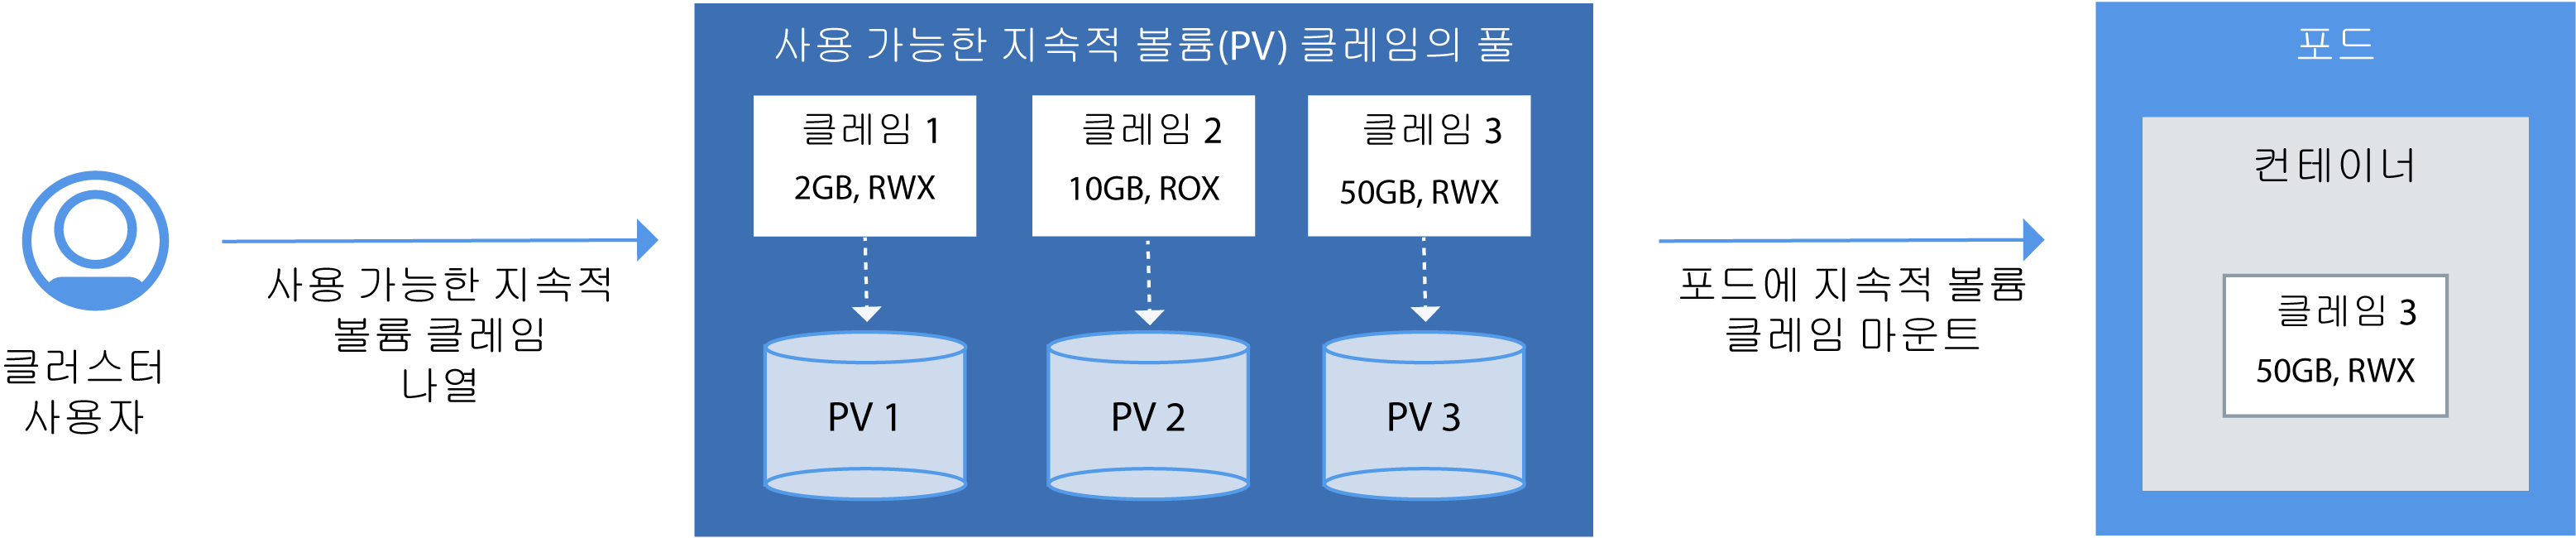 클러스터
사용자
사용 가능한 지속적
볼륨 클레임
나열
사용 가능한 지속적 볼륨(PV) 클레임의 풀
클레임 1
2GB, RWX
클레임 2
10GB, ROX
클레임 3
50GB, RWX
PV 1
PV 2
PV 3
포드에 지속적 볼륨
클레임 마운트
포드
컨테이너
클레임 3
50GB, RWX